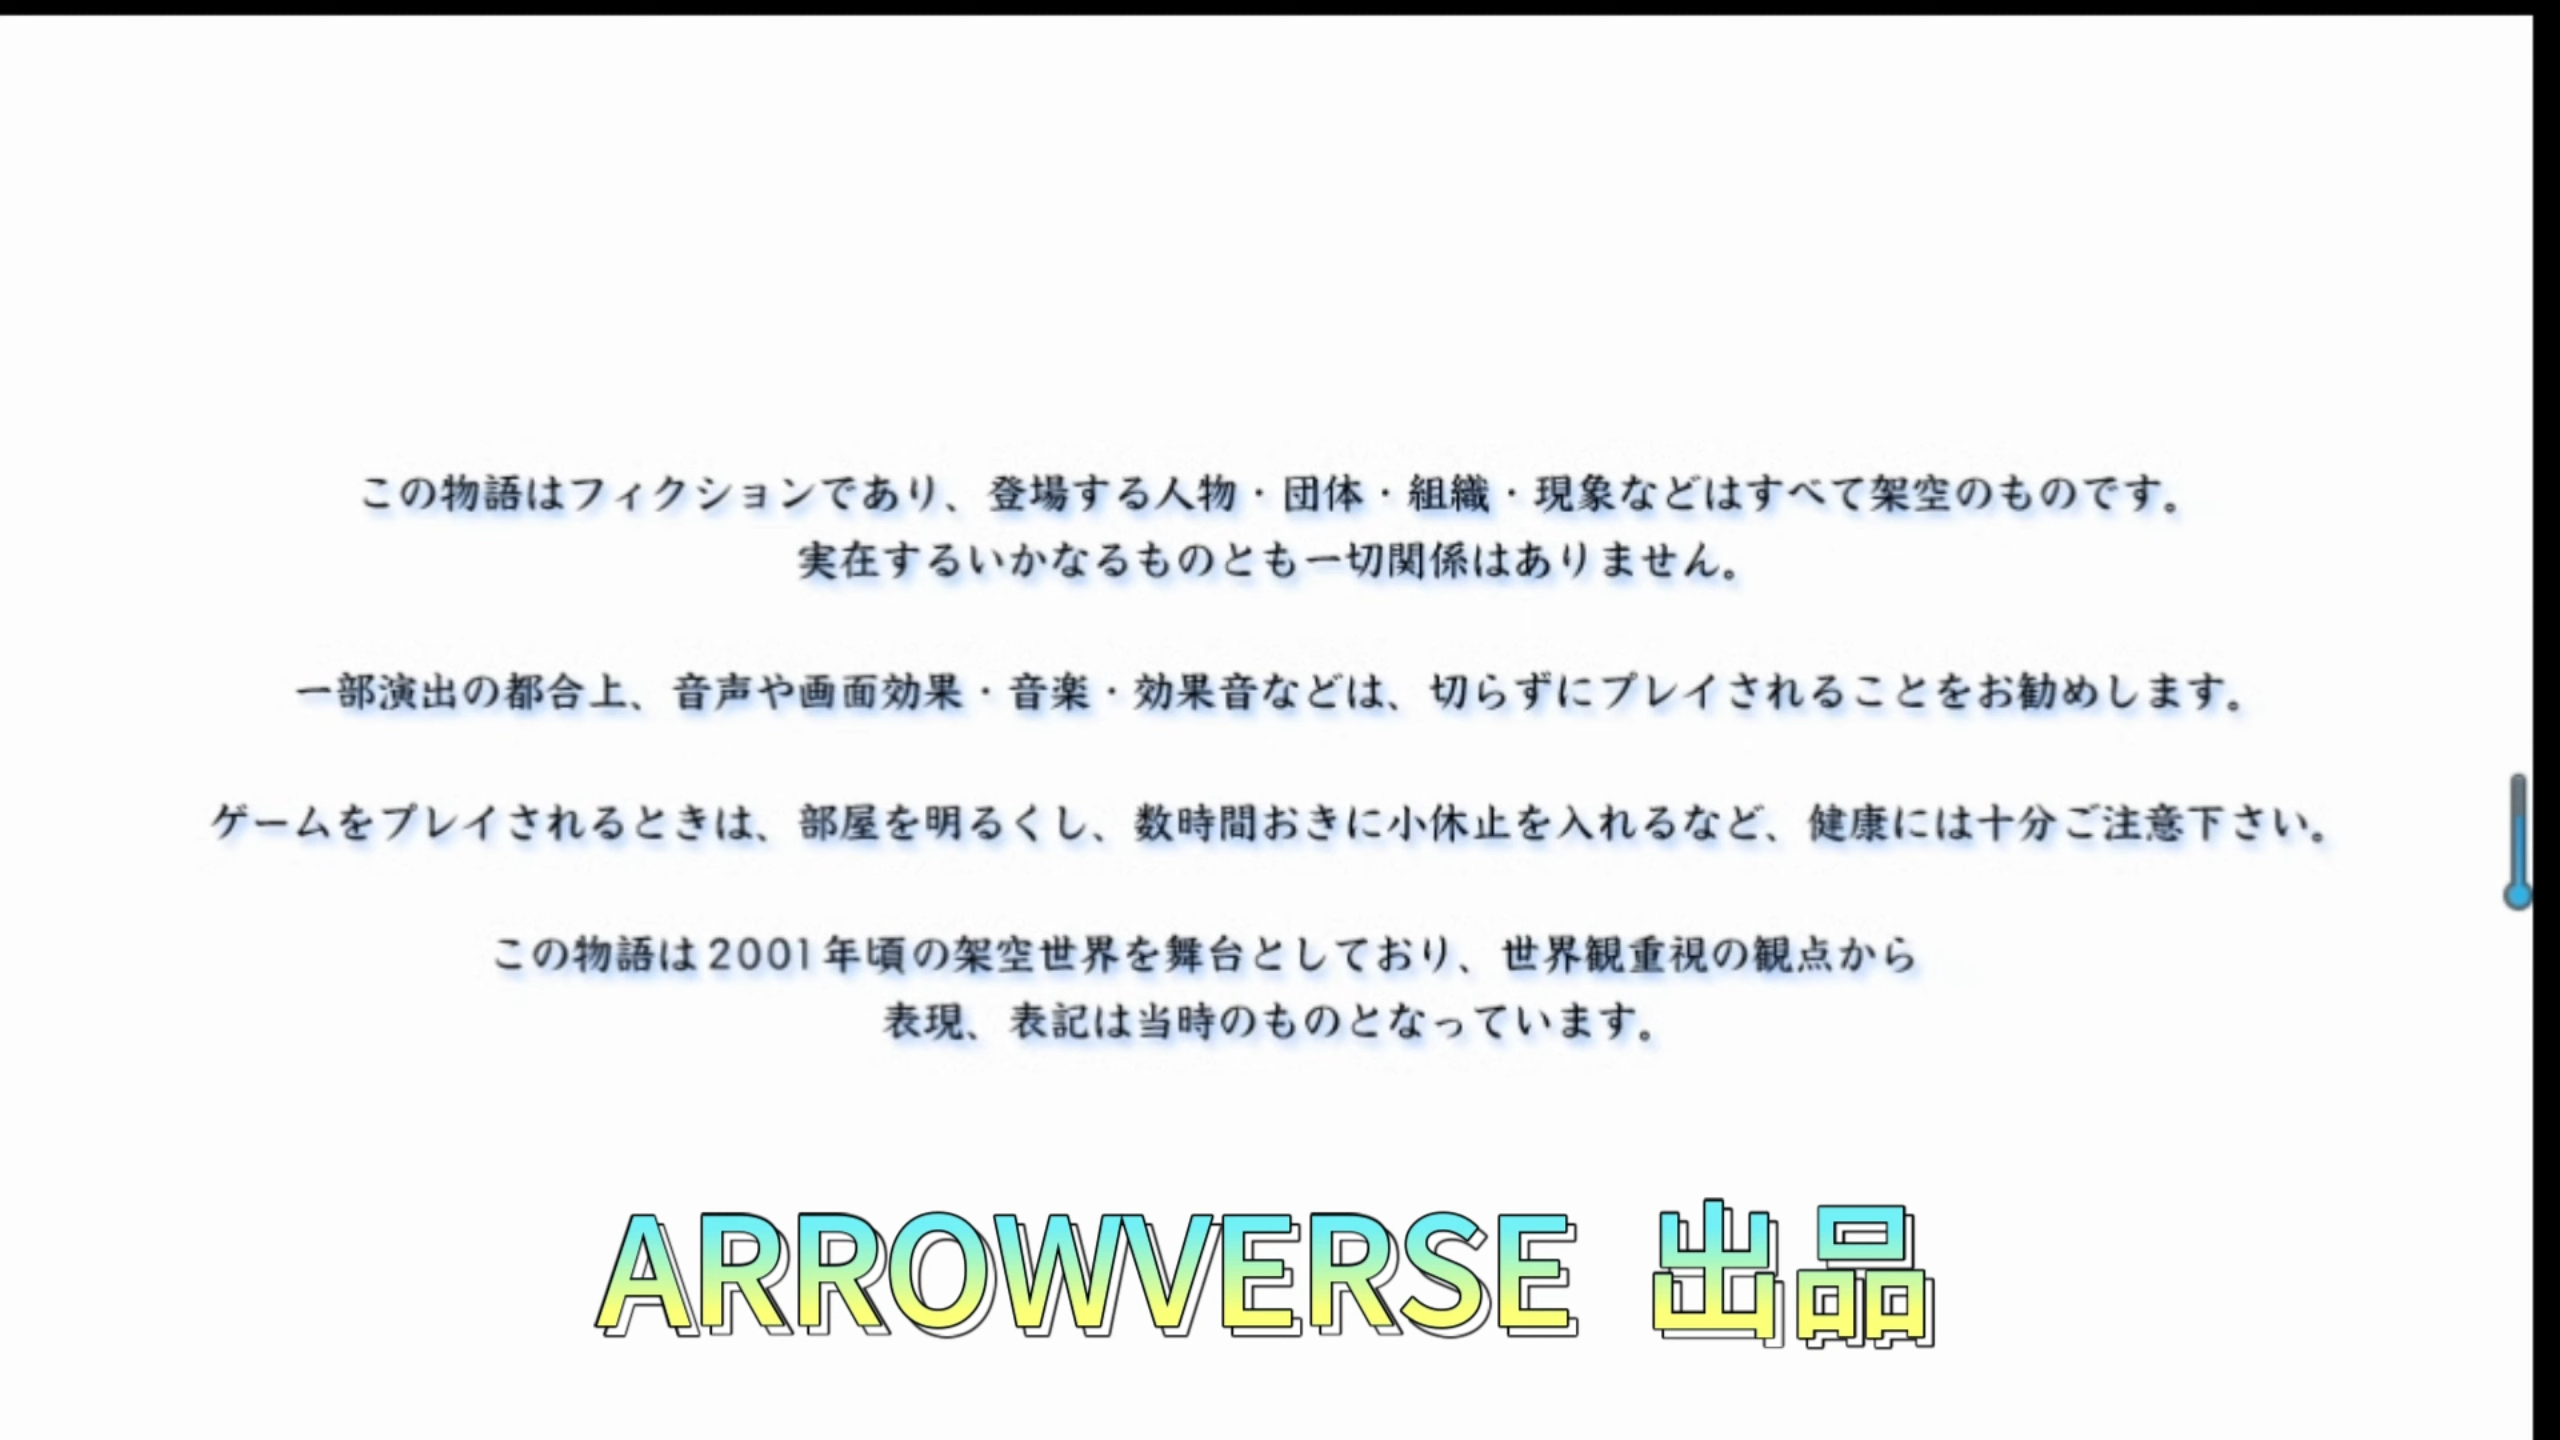 この物語はフィクションであり、登場する人物・団体・組織・現象などはすべて架空のものです。
実在するいかなるものとも一切関係はありません。
一部演出の都合上、音声や画面効果・音楽・効果音などは、切らずにプレイされることをお勧めします。
ゲームをプレイされるときは、部屋を明るくし、数時間おきに小休止を入れるなど、健康には十分ご注意下さい。
この物語は2001年頃の架空世界を舞台としており、世界観重視の観点から
表現、表記は当時のものとなっています。
ARROWVERSE 出品